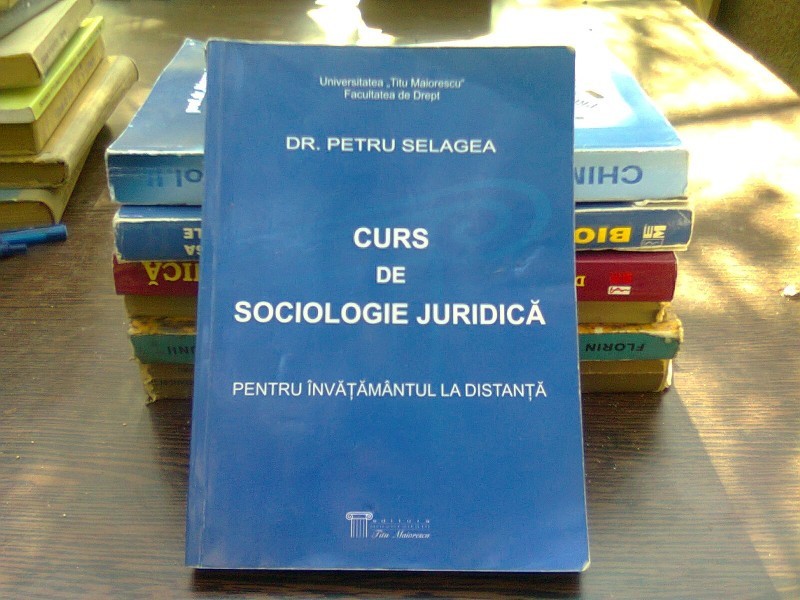 Universitatea „Titu Maiorescu"
Facultatea de Drept
DR. PETRU SELAGEA
CURS
DE
SOCIOLOGIE JURIDICĂ
PENTRU ÎNVĂȚĂMÂNTUL LA DISTANȚĂ
editura
Titu Maiorescu
CHIM
BIO
FLORIN